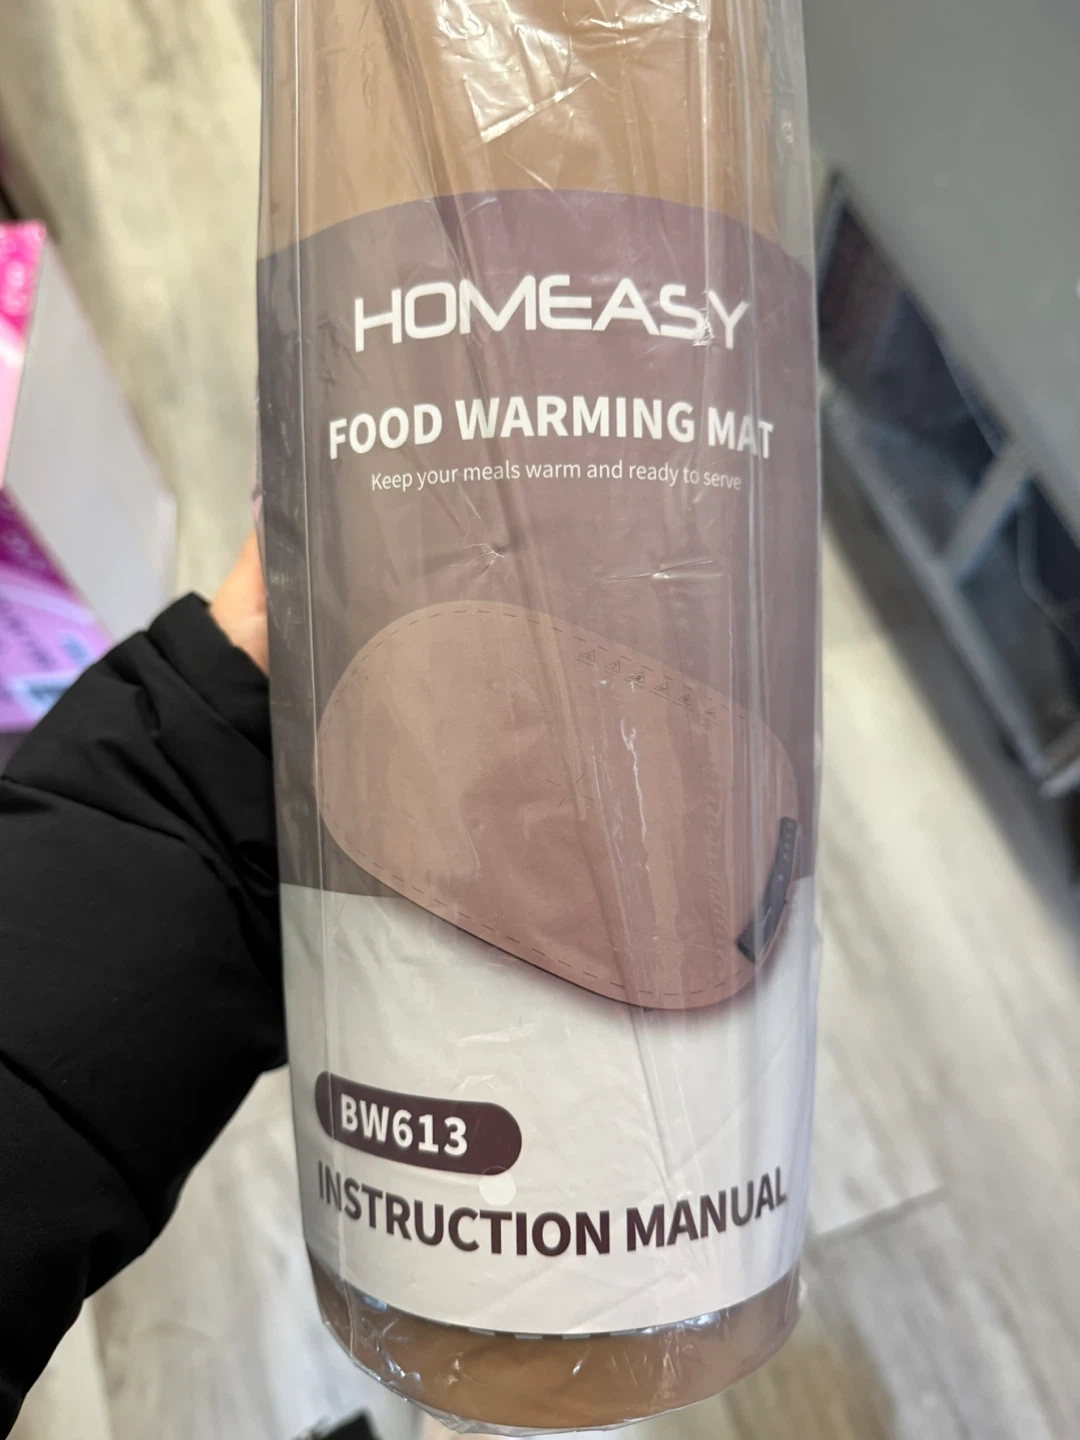 HOMEASY
FOOD WARMING MAT
Keep your meals warm and ready to serve
BW613
INSTRUCTION MANUAL